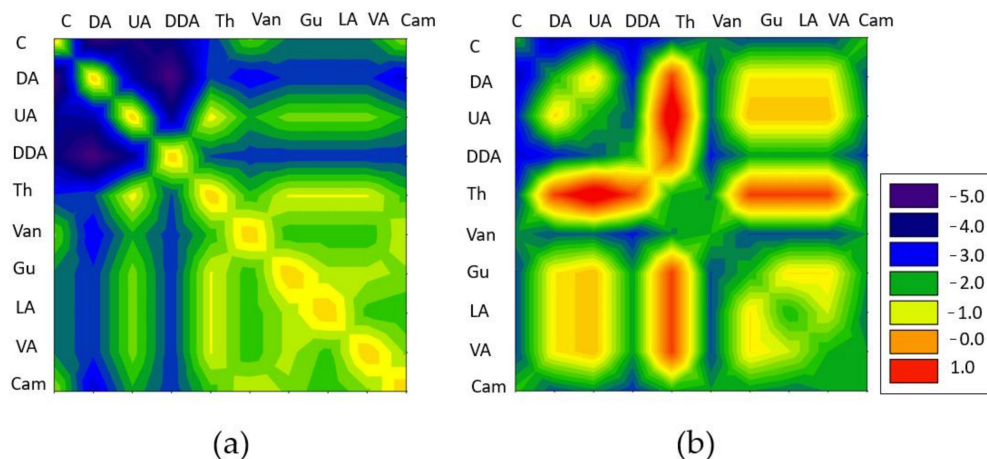 C DA UA DDA Th Van Gu LA VA Cam
C
DA
UA
DDA
Th
Van
Gu
LA
VA
Cam
(a)
C DA UA DDA Th Van Gu LA VA Cam
C
DA
UA
DDA
Th
Van
Gu
LA
VA
Cam
(b)
-5.0
-4.0
-3.0
-2.0
-1.0
-0.0
1.0